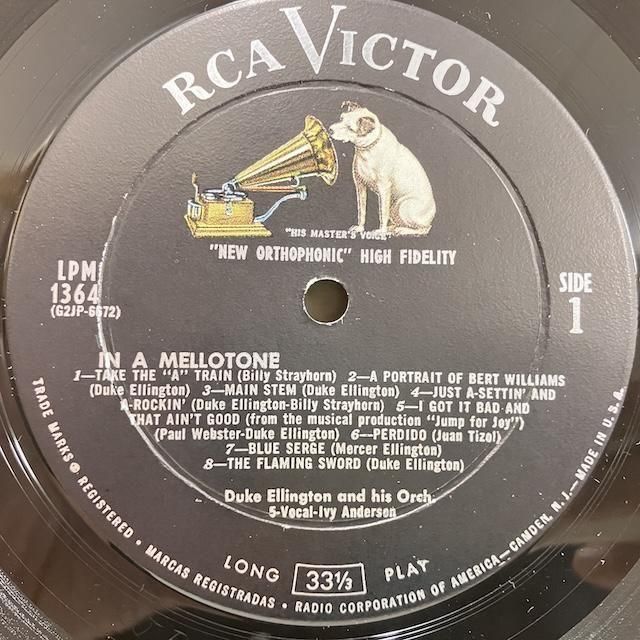 RCA VICTOR
"HIS MASTER'S VOICE"
"NEW ORTHOPHONIC" HIGH FIDELITY
LPM
1364
(G2JP-6672)
SIDE
1
IN A MELLOTONE
1—TAKE THE "A" TRAIN (Billy Strayhorn) 2—A PORTRAIT OF BERT WILLIAMS
(Duke Ellington) 3—MAIN STEM (Duke Ellington) 4—JUST A-SETTIN' AND
A-ROCKIN' (Duke Ellington-Billy Strayhorn) 5—I GOT IT BAD AND
THAT AIN'T GOOD (from the musical production "Jump for Joy")
(Paul Webster-Duke Ellington) 6—PERDIDO (Juan Tizol)
7—BLUE SERGE (Mercer Ellington)
8—THE FLAMING SWORD (Duke Ellington)
Duke Ellington and his Orch.
5-Vocal-Ivy Anderson
LONG 33⅓ PLAY
TRADE MARKS ® REGISTERED • MARCAS REGISTRADAS • RADIO CORPORATION OF AMERICA—CAMDEN, N. J.—MADE IN U.S.A.